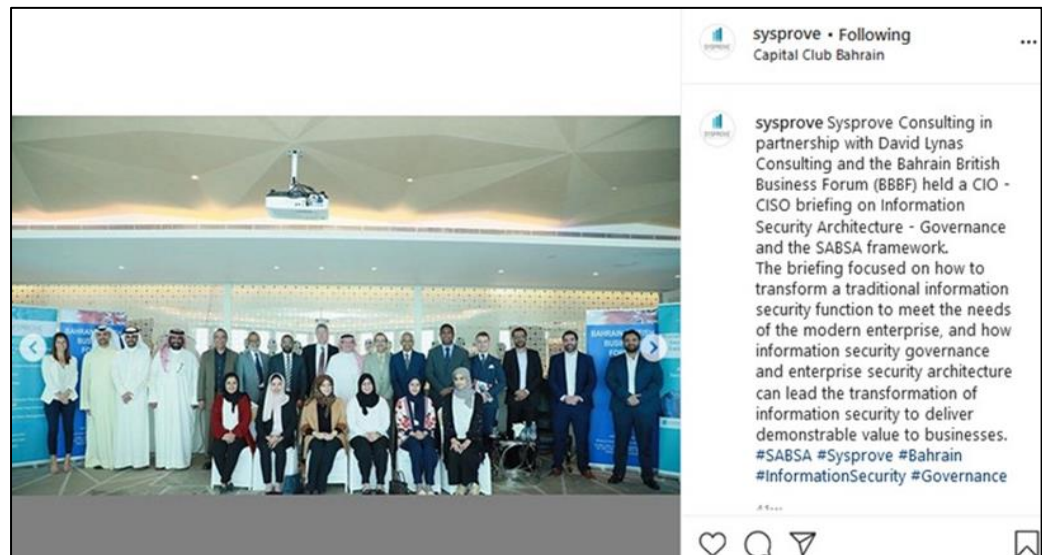 sysprove • Following
Capital Club Bahrain
sysprove Sysprove Consulting in
partnership with David Lynas
Consulting and the Bahrain British
Business Forum (BBBF) held a CIO -
CISO briefing on Information
Security Architecture - Governance
and the SABSA framework.
The briefing focused on how to
transform a traditional information
security function to meet the needs
of the modern enterprise, and how
information security governance
and enterprise security architecture
can lead the transformation of
information security to deliver
demonstrable value to businesses.
#SABSA #Sysprove #Bahrain
#InformationSecurity #Governance